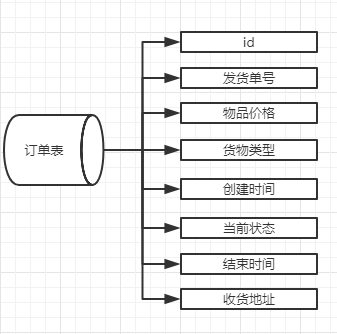 订单表
id
发货单号
物品价格
货物类型
创建时间
当前状态
结束时间
收货地址